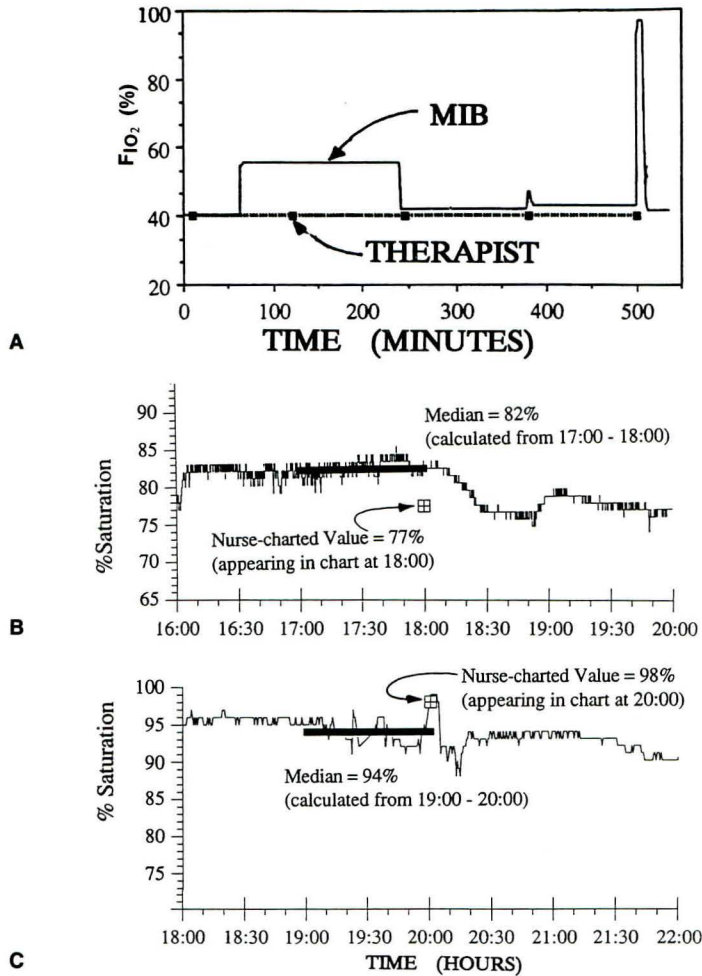 100
80
60
40
20
FIO2 (%)
MIB
THERAPIST
0 100 200 300 400 500
TIME (MINUTES)
A
90
85
80
75
70
65
%Saturation
Median = 82%
(calculated from 17:00 - 18:00)
Nurse-charted Value = 77%
(appearing in chart at 18:00)
16:00 16:30 17:00 17:30 18:00 18:30 19:00 19:30 20:00
B
100
95
90
85
80
75
% Saturation
Nurse-charted Value = 98%
(appearing in chart at 20:00)
Median = 94%
(calculated from 19:00 - 20:00)
18:00 18:30 19:00 19:30 20:00 20:30 21:00 21:30 22:00
TIME (HOURS)
C